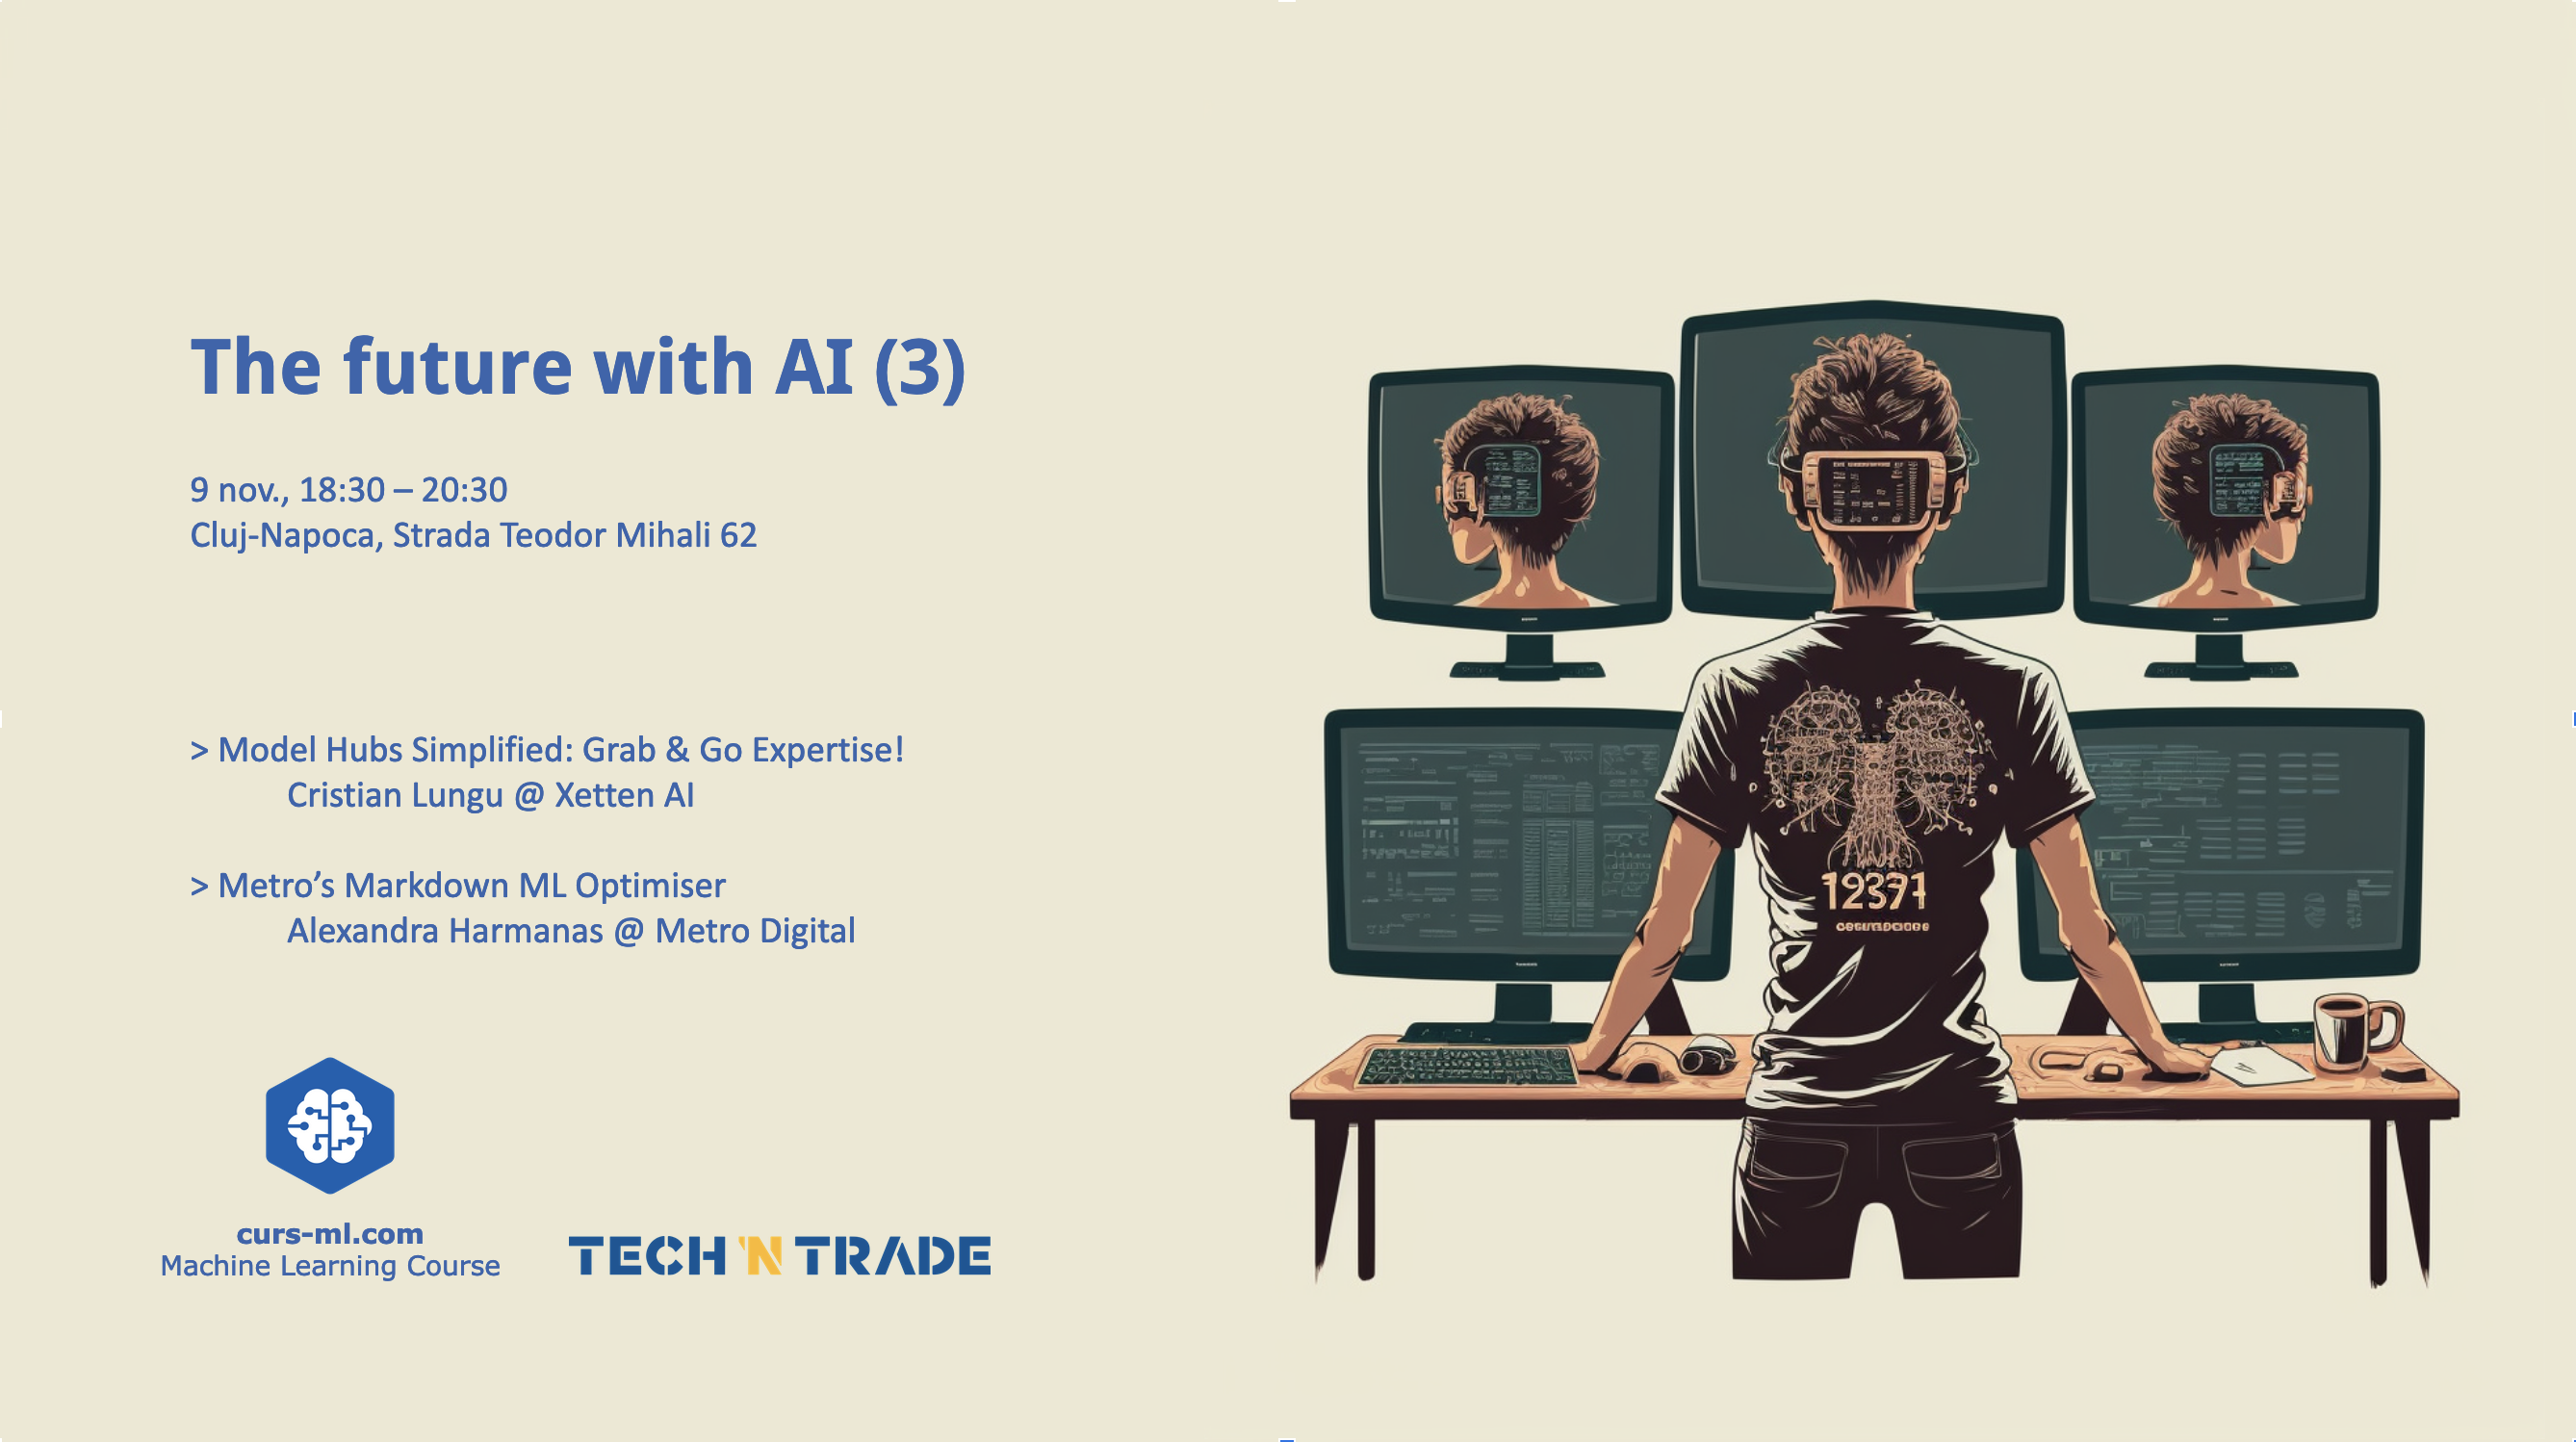 The future with AI (3)
9 nov., 18:30 – 20:30
Cluj-Napoca, Strada Teodor Mihali 62
> Model Hubs Simplified: Grab & Go Expertise!
Cristian Lungu @ Xetten AI
> Metro’s Markdown ML Optimiser
Alexandra Harmanas @ Metro Digital
curs-ml.com
Machine Learning Course
TECH 'N TRADE
19371